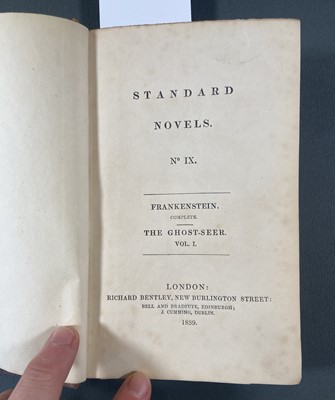 STANDARD
NOVELS.
Nº IX.
FRANKENSTEIN.
COMPLETE.
THE GHOST-SEER.
VOL. I.
LONDON:
RICHARD BENTLEY, NEW BURLINGTON STREET:
BELL AND BRADFUTE, EDINBURGH;
J. CUMMING, DUBLIN.
1839.